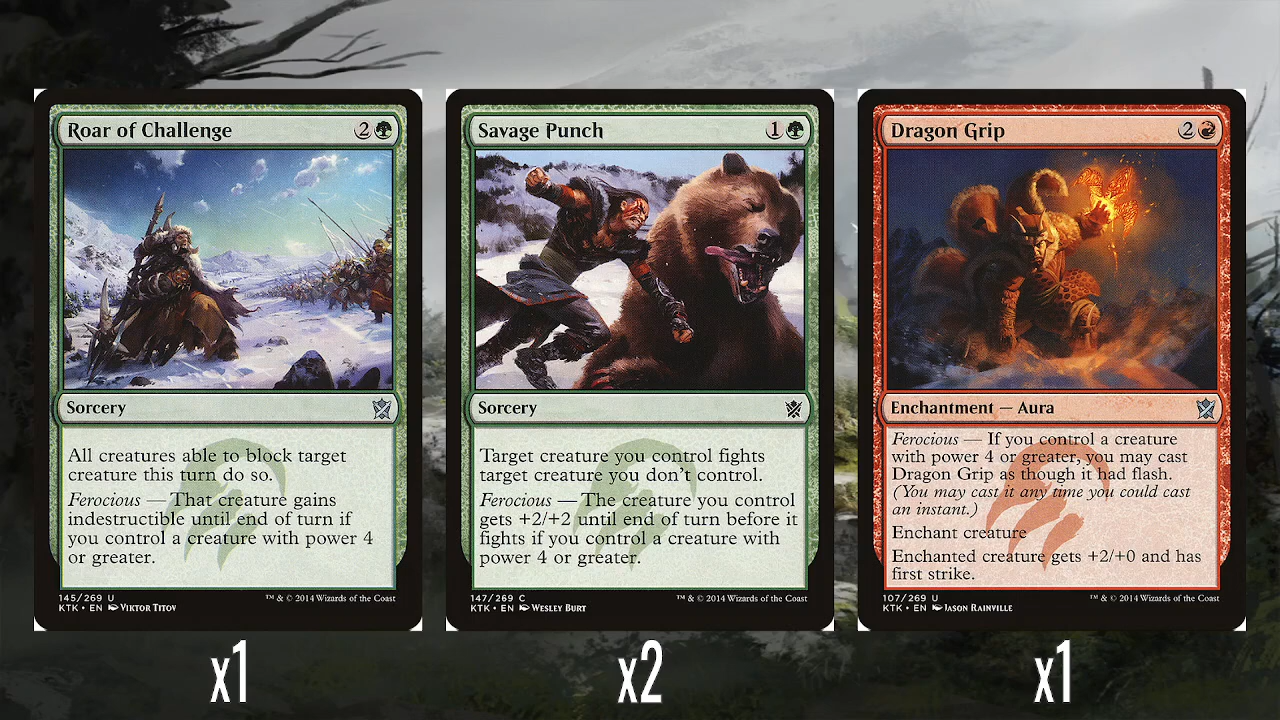 Roar of Challenge 2
Sorcery
All creatures able to block target
creature this turn do so.
Ferocious — That creature gains
indestructible until end of turn if
you control a creature with power 4
or greater.
145/269 U
KTK • EN Viktor Titov
™ & © 2014 Wizards of the Coast
x1
Savage Punch 1
Sorcery
Target creature you control fights
target creature you don't control.
Ferocious — The creature you control
gets +2/+2 until end of turn before it
fights if you control a creature with
power 4 or greater.
147/269 C
KTK • EN Wesley Burt
™ & © 2014 Wizards of the Coast
x2
Dragon Grip 2
Enchantment — Aura
Ferocious — If you control a creature
with power 4 or greater, you may cast
Dragon Grip as though it had flash.
(You may cast it any time you could cast
an instant.)
Enchant creature
Enchanted creature gets +2/+0 and has
first strike.
107/269 U
KTK • EN Jason Rainville
™ & © 2014 Wizards of the Coast
x1